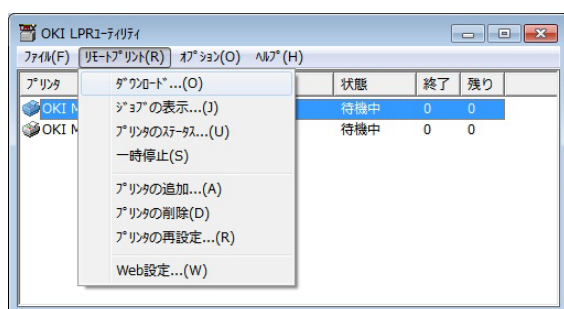 OKI LPRﾕｰﾃｨﾘﾃｨ
ﾌｧｲﾙ(F) ﾘﾓｰﾄﾌﾟﾘﾝﾄ(R) ｵﾌﾟｼｮﾝ(O) ﾍﾙﾌﾟ(H)
ﾌﾟﾘﾝﾀ 状態 終了 残り
OKI 待機中 0 0
OKI 待機中 0 0
ﾀﾞｳﾝﾛｰﾄﾞ...(O)
ｼﾞｮﾌﾞの表示...(J)
ﾌﾟﾘﾝﾀのｽﾃｰﾀｽ...(U)
一時停止(S)
ﾌﾟﾘﾝﾀの追加...(A)
ﾌﾟﾘﾝﾀの削除(D)
ﾌﾟﾘﾝﾀの再設定...(R)
Web設定...(W)